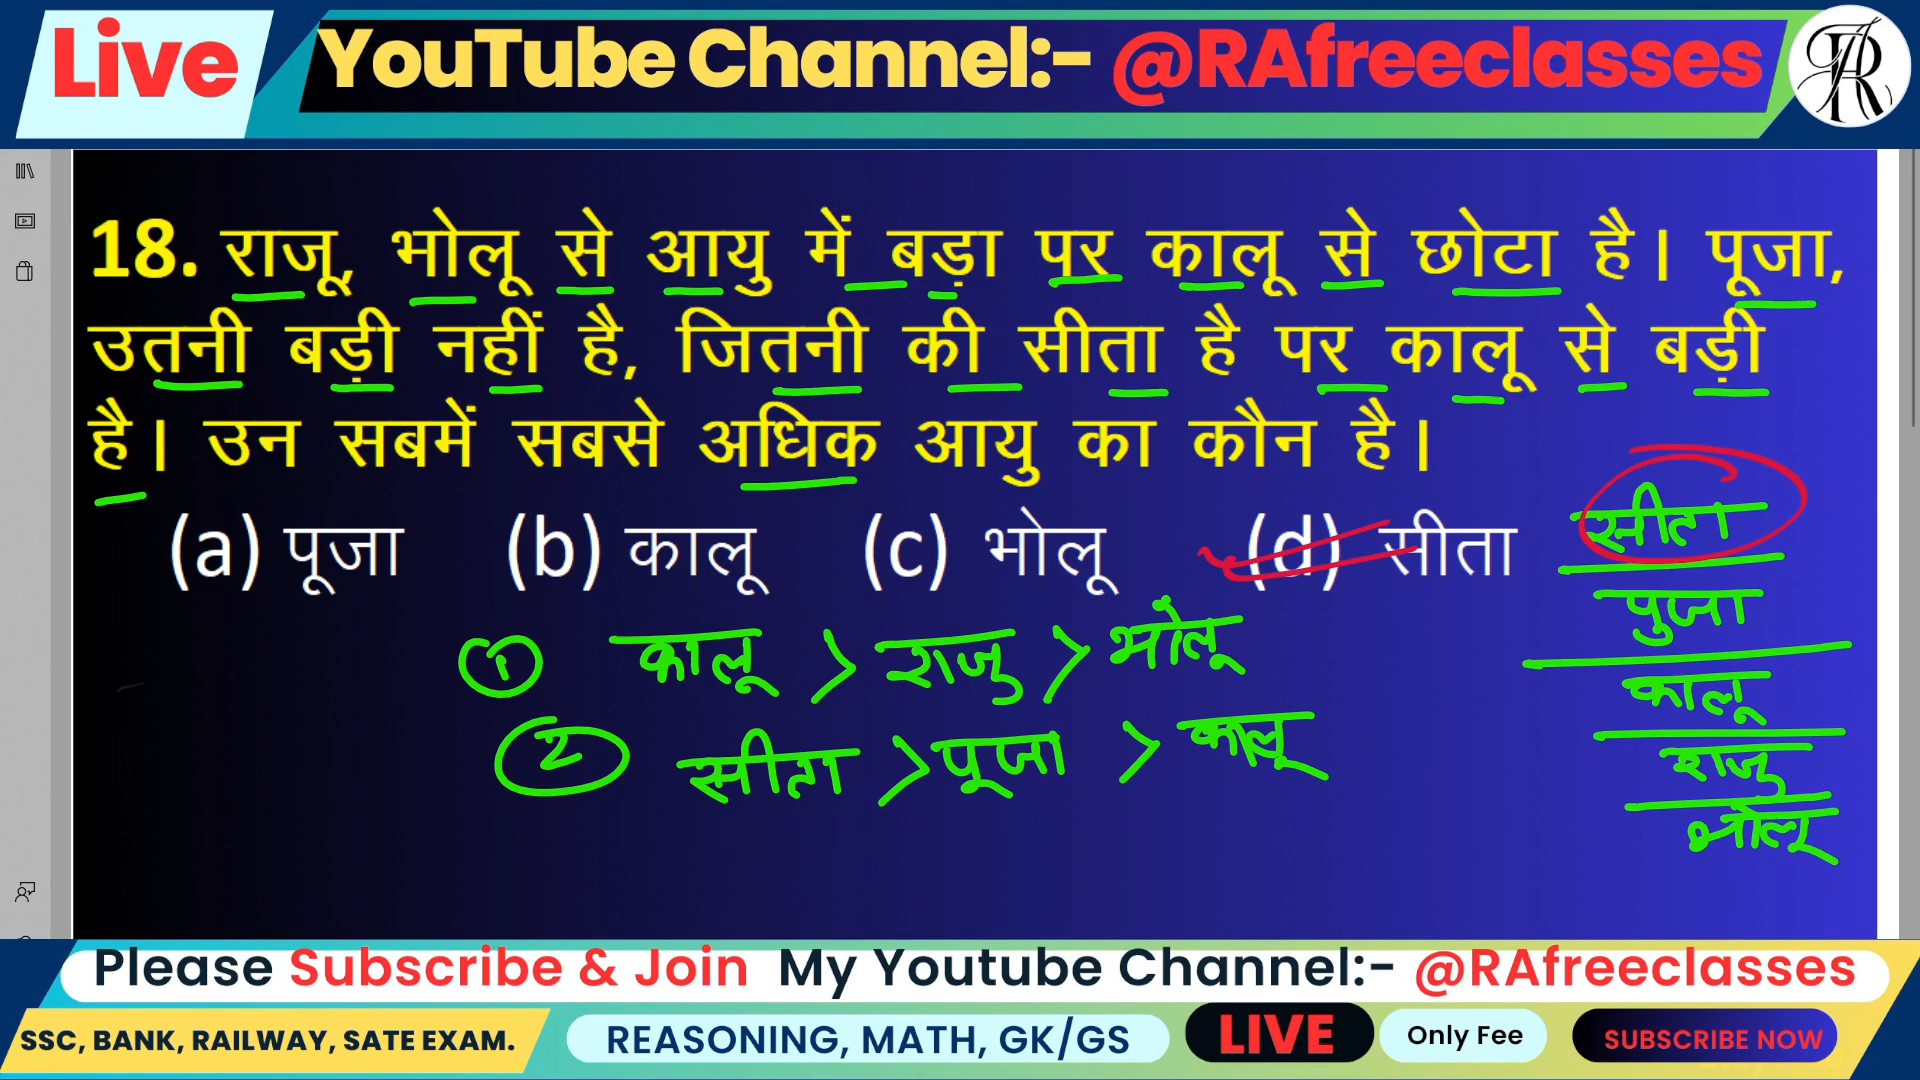 Live
YouTube Channel:- @RAfreeclasses
18. राजू, भोलू से आयु में बड़ा पर कालू से छोटा है। पूजा,
उतनी बड़ी नहीं है, जितनी की सीता है पर कालू से बड़ी
है। उन सबमें सबसे अधिक आयु का कौन है।
(a) पूजा (b) कालू (c) भोलू (d) सीता
सीता
पुजा
कालू
राजु
भोलू
1 कालू > राजु > भोलू
2 सीता > पूजा > कालू
Please Subscribe & Join My Youtube Channel:- @RAfreeclasses
SSC, BANK, RAILWAY, SATE EXAM. REASONING, MATH, GK/GS LIVE Only Fee SUBSCRIBE NOW